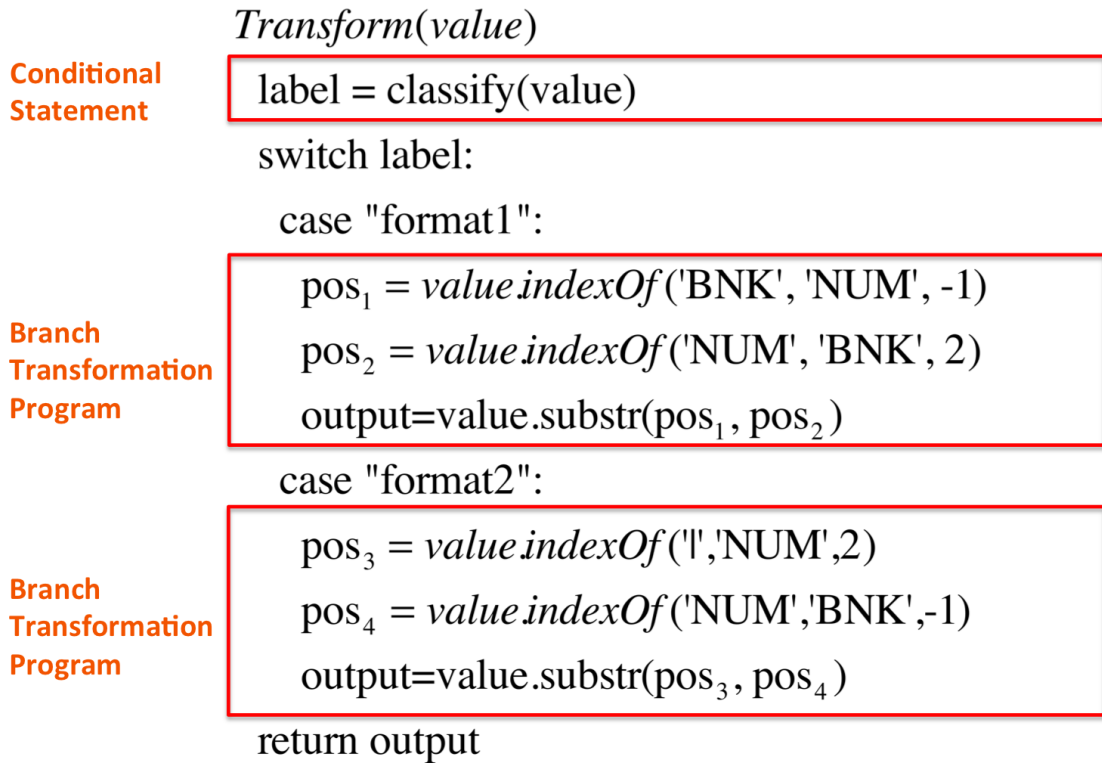 Transform(value)
Conditional
Statement
label = classify(value)
switch label:
case "format1":
Branch
Transformation
Program
pos₁ = value.indexOf('BNK', 'NUM', -1)
pos₂ = value.indexOf('NUM', 'BNK', 2)
output=value.substr(pos₁, pos₂)
case "format2":
Branch
Transformation
Program
pos₃ = value.indexOf('|','NUM',2)
pos₄ = value.indexOf('NUM','BNK',-1)
output=value.substr(pos₃, pos₄)
return output